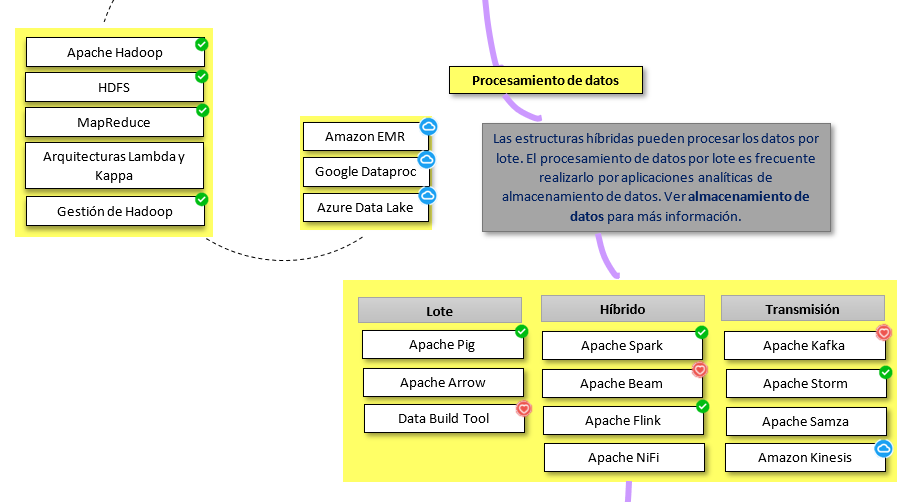 Apache Hadoop
HDFS
MapReduce
Arquitecturas Lambda y
Kappa
Gestión de Hadoop
Amazon EMR
Google Dataproc
Azure Data Lake
Procesamiento de datos
Las estructuras híbridas pueden procesar los datos por
lote. El procesamiento de datos por lote es frecuente
realizarlo por aplicaciones analíticas de
almacenamiento de datos. Ver almacenamiento de
datos para más información.
Lote
Apache Pig
Apache Arrow
Data Build Tool
Híbrido
Apache Spark
Apache Beam
Apache Flink
Apache NiFi
Transmisión
Apache Kafka
Apache Storm
Apache Samza
Amazon Kinesis